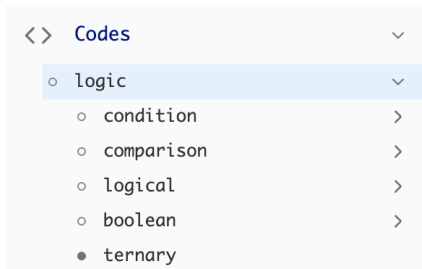 Codes
logic
condition
comparison
logical
boolean
ternary